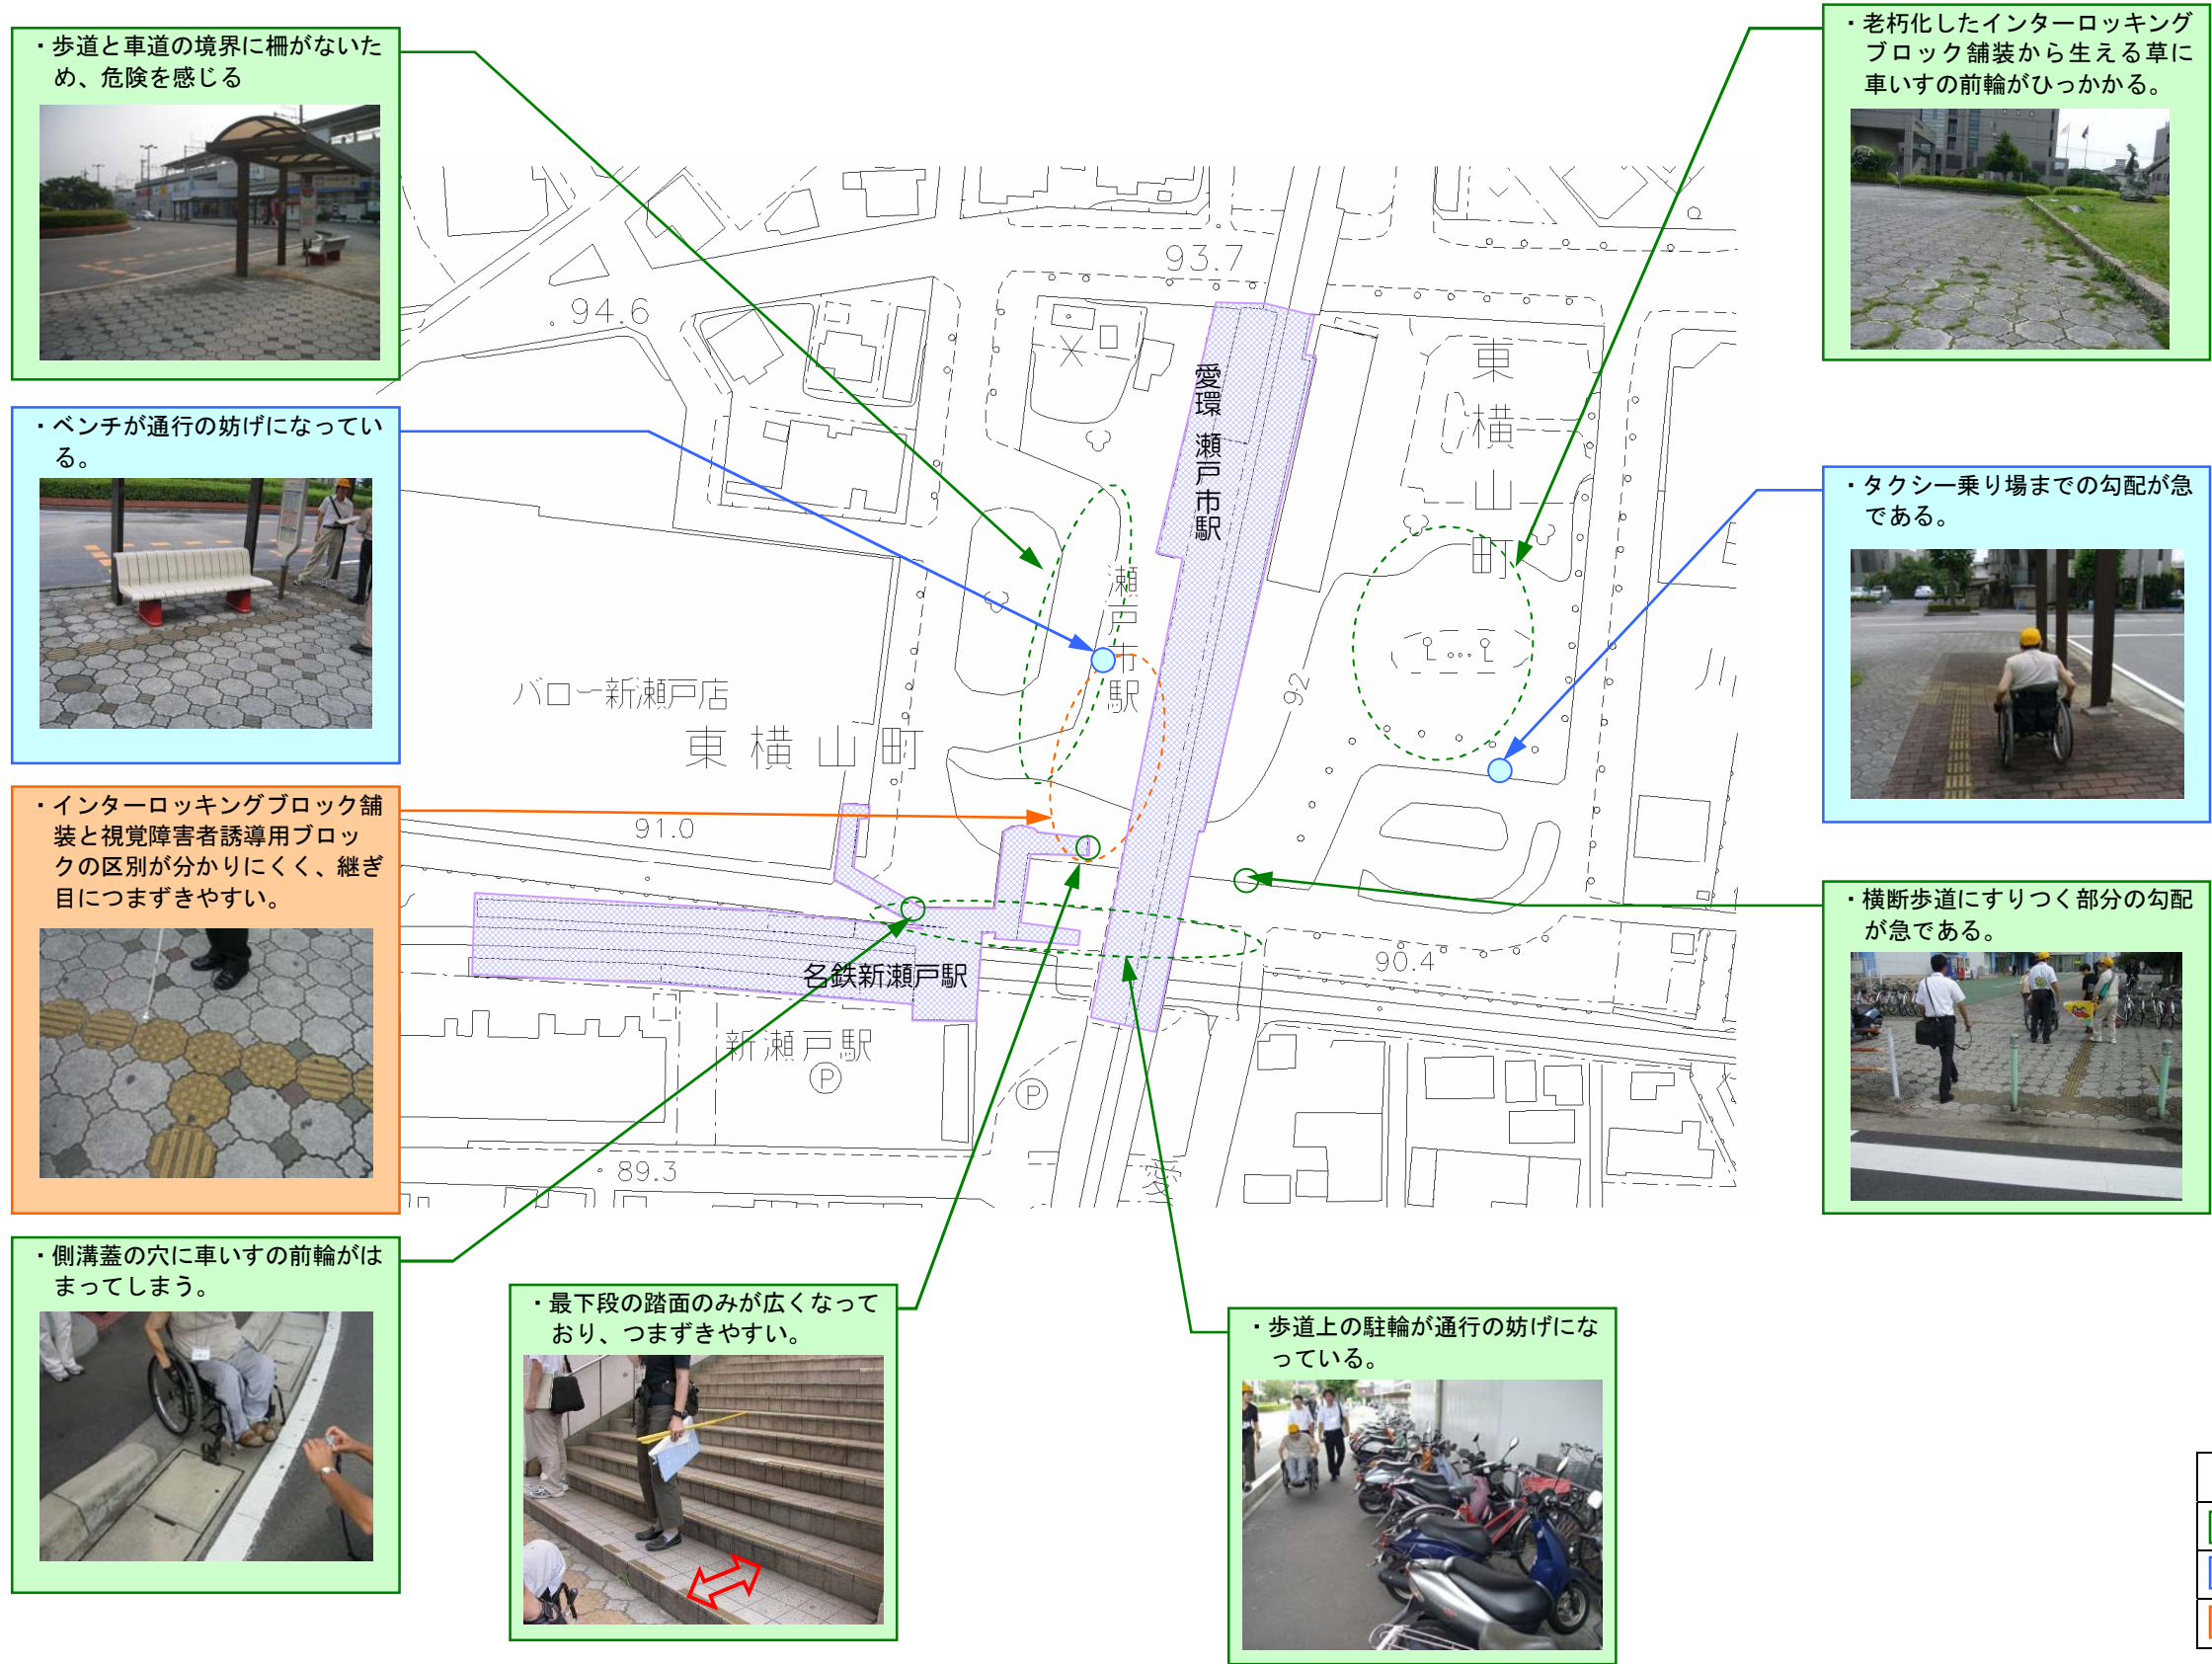 ・歩道と車道の境界に柵がないた
め、危険を感じる
・老朽化したインターロッキング
ブロック舗装から生える草に
車いすの前輪がひっかかる。
・ベンチが通行の妨げになってい
る。
・タクシー乗り場までの勾配が急
である。
・インターロッキングブロック舗
装と視覚障害者誘導用ブロッ
クの区別が分かりにくく、継ぎ
目につまずきやすい。
・横断歩道にすりつく部分の勾配
が急である。
・側溝蓋の穴に車いすの前輪がは
まってしまう。
・最下段の踏面のみが広くなって
おり、つまずきやすい。
・歩道上の駐輪が通行の妨げにな
っている。
93.7
94.6
愛環 瀬戸市駅
東横山町
瀬戸市駅
92
バロー新瀬戸店
東横山町
川
91.0
90.4
名鉄新瀬戸駅
新瀬戸駅
P
P
89.3
愛